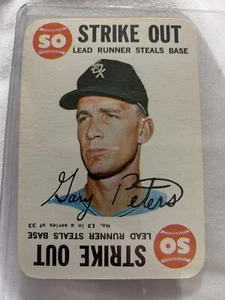 SO STRIKE OUT
LEAD RUNNER STEALS BASE
SOX
Gary Peters
No. 13 in a series of 33
LEAD RUNNER STEALS BASE
SO STRIKE OUT